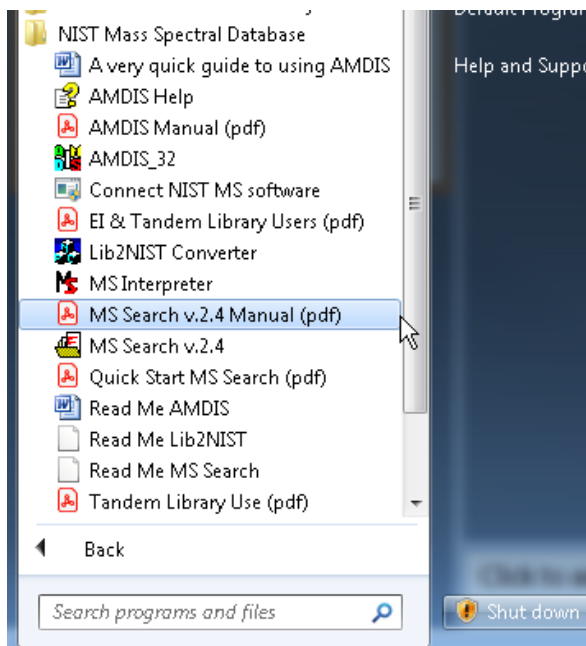 NIST Mass Spectral Database
A very quick guide to using AMDIS
Help and Suppo
AMDIS Help
AMDIS Manual (pdf)
AMDIS_32
Connect NIST MS software
EI & Tandem Library Users (pdf)
Lib2NIST Converter
MS Interpreter
MS Search v.2.4 Manual (pdf)
MS Search v.2.4
Quick Start MS Search (pdf)
Read Me AMDIS
Read Me Lib2NIST
Read Me MS Search
Tandem Library Use (pdf)
Back
Search programs and files
Shut down